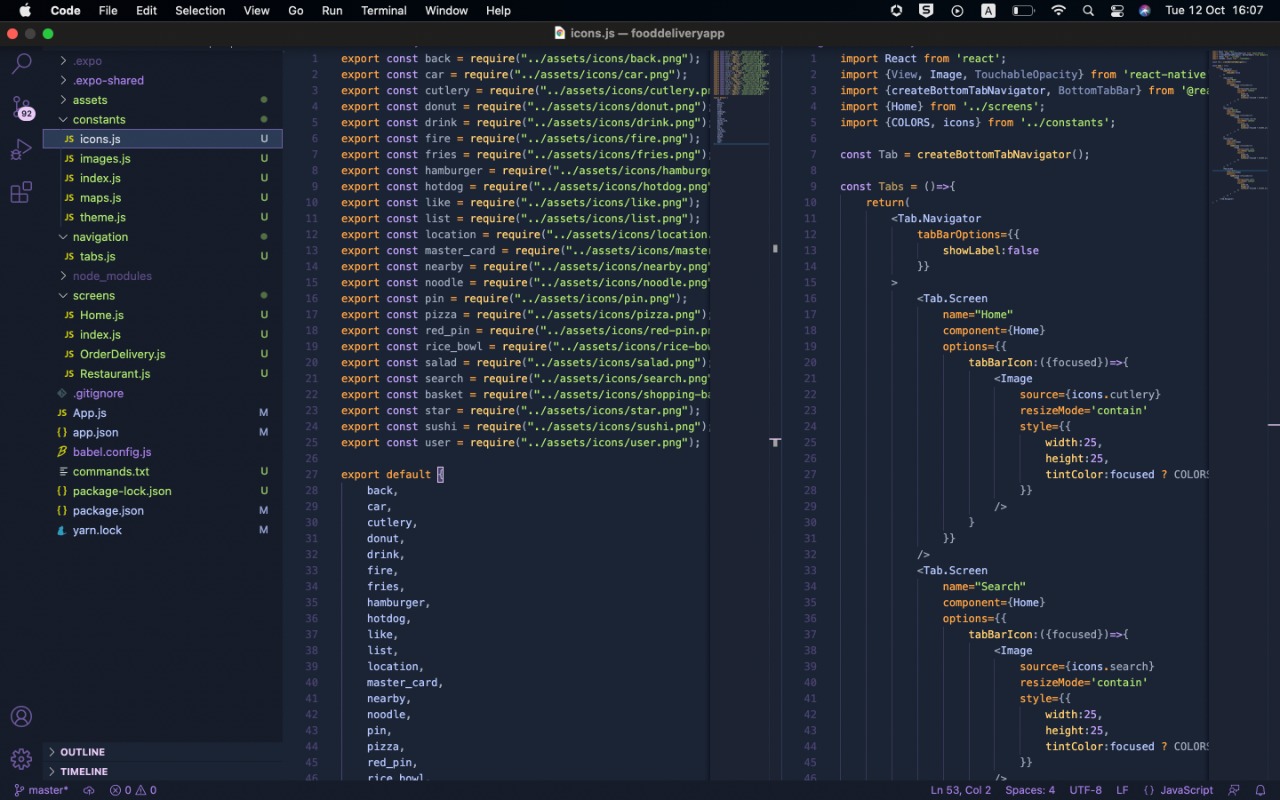 Code File Edit Selection View Go Run Terminal Window Help A Tue 12 Oct 16:07
icons.js — fooddeliveryapp
.expo
.expo-shared
assets
constants
JS icons.js U
JS images.js U
JS index.js U
JS maps.js U
JS theme.js U
navigation
JS tabs.js U
node_modules
screens
JS Home.js U
JS index.js U
JS OrderDelivery.js U
JS Restaurant.js U
.gitignore
JS App.js M
{} app.json M
babel.config.js
commands.txt U
{} package-lock.json U
{} package.json M
yarn.lock M
92
OUTLINE
TIMELINE
1 export const back = require("../assets/icons/back.png");
2 export const car = require("../assets/icons/car.png");
3 export const cutlery = require("../assets/icons/cutlery.p
4 export const donut = require("../assets/icons/donut.png")
5 export const drink = require("../assets/icons/drink.png")
6 export const fire = require("../assets/icons/fire.png");
7 export const fries = require("../assets/icons/fries.png")
8 export const hamburger = require("../assets/icons/hamburg
9 export const hotdog = require("../assets/icons/hotdog.png"
10 export const like = require("../assets/icons/like.png");
11 export const list = require("../assets/icons/list.png");
12 export const location = require("../assets/icons/location.
13 export const master_card = require("../assets/icons/maste
14 export const nearby = require("../assets/icons/nearby.png"
15 export const noodle = require("../assets/icons/noodle.png"
16 export const pin = require("../assets/icons/pin.png");
17 export const pizza = require("../assets/icons/pizza.png")
18 export const red_pin = require("../assets/icons/red-pin.p
19 export const rice_bowl = require("../assets/icons/rice-bo
20 export const salad = require("../assets/icons/salad.png")
21 export const search = require("../assets/icons/search.png"
22 export const basket = require("../assets/icons/shopping-b
23 export const star = require("../assets/icons/star.png");
24 export const sushi = require("../assets/icons/sushi.png")
25 export const user = require("../assets/icons/user.png");
26
27 export default {
28 back,
29 car,
30 cutlery,
31 donut,
32 drink,
33 fire,
34 fries,
35 hamburger,
36 hotdog,
37 like,
38 list,
39 location,
40 master_card,
41 nearby,
42 noodle,
43 pin,
44 pizza,
45 red_pin,
46 rice_bowl,
1 import React from 'react';
2 import {View, Image, TouchableOpacity} from 'react-native
3 import {createBottomTabNavigator, BottomTabBar} from '@rea
4 import {Home} from '../screens';
5 import {COLORS, icons} from '../constants';
6
7 const Tab = createBottomTabNavigator();
8
9 const Tabs = ()=>{
10 return(
11 <Tab.Navigator
12 tabBarOptions={{
13 showLabel:false
14 }}
15 >
16 <Tab.Screen
17 name="Home"
18 component={Home}
19 options={{
20 tabBarIcon:({focused})=>{
21 <Image
22 source={icons.cutlery}
23 resizeMode='contain'
24 style={{
25 width:25,
26 height:25,
27 tintColor:focused ? COLORS
28 }}
29 />
30 }
31 }}
32 />
33 <Tab.Screen
34 name="Search"
35 component={Home}
36 options={{
37 tabBarIcon:({focused})=>{
38 <Image
39 source={icons.search}
40 resizeMode='contain'
41 style={{
42 width:25,
43 height:25,
44 tintColor:focused ? COLORS
45 }}
46 />
master* 0 0 Ln 53, Col 2 Spaces: 4 UTF-8 LF {} JavaScript